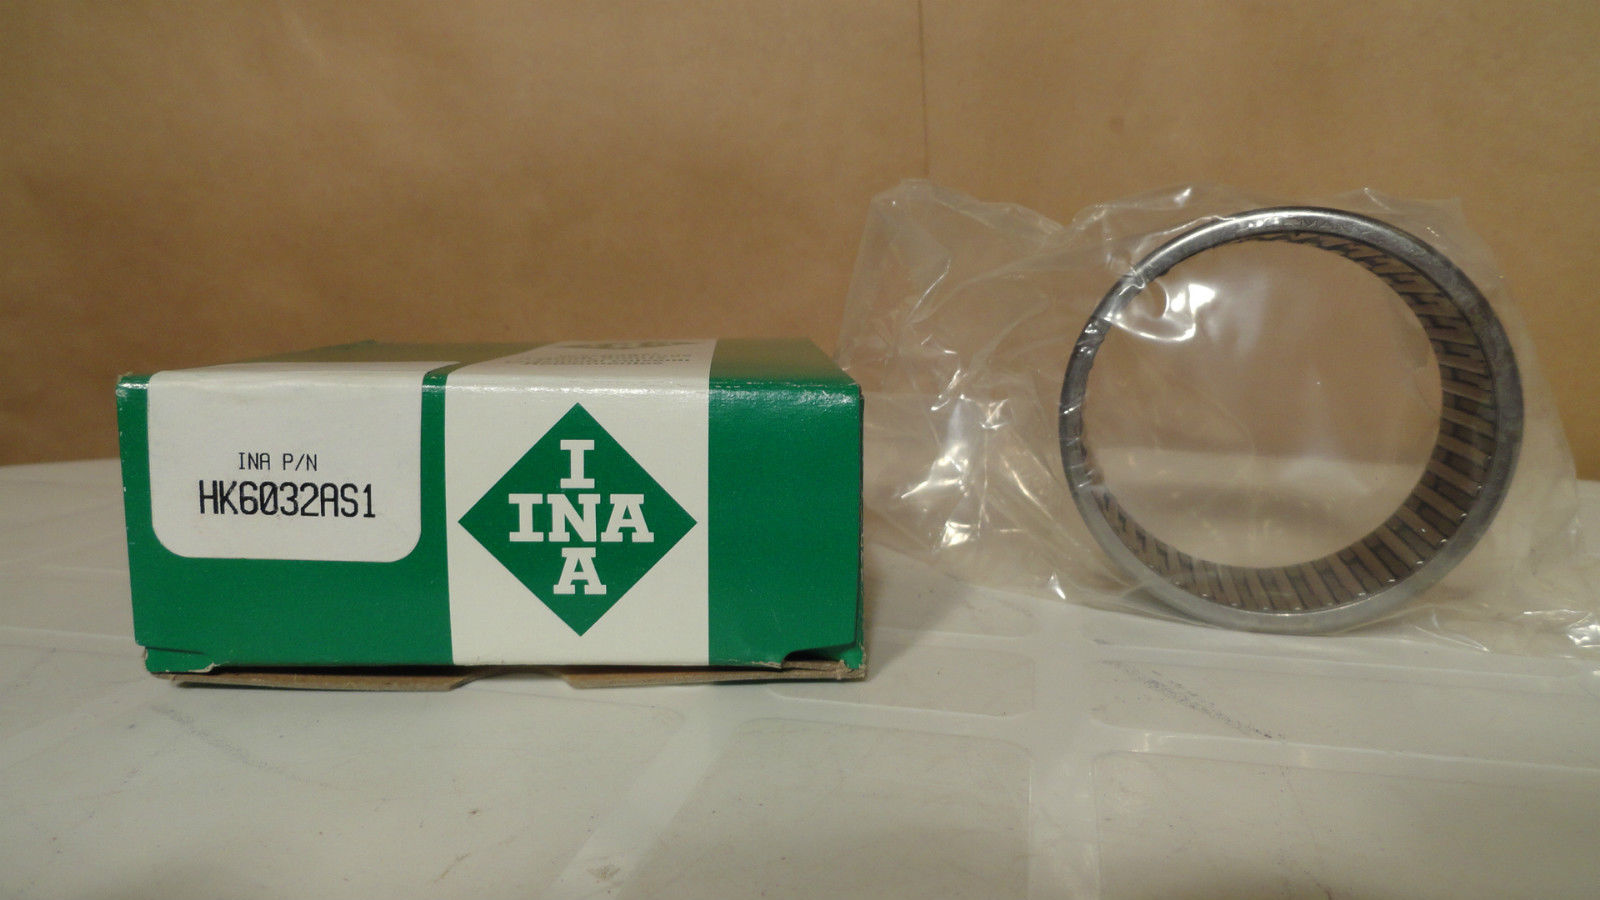 INA P/N
HK6032AS1
I
INA
A